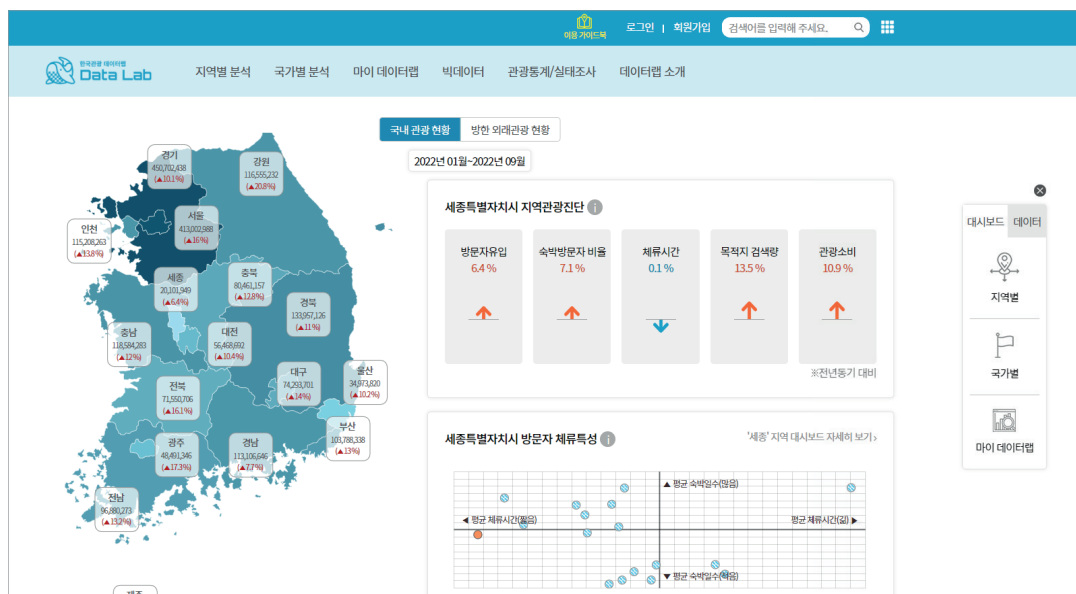 이용 가이드북
로그인 | 회원가입
검색어를 입력해 주세요.
한국관광 데이터랩
Data Lab
지역별 분석
국가별 분석
마이 데이터랩
빅데이터
관광통계/실태조사
데이터랩 소개
국내 관광 현황
방한 외래관광 현황
2022년 01월~2022년 09월
경기
450,702,438
(▲10.1%)
강원
116,555,232
(▲20.8%)
서울
413,002,988
(▲16%)
인천
115,208,263
(▲13.8%)
세종
20,101,949
(▲6.4%)
충북
80,461,157
(▲12.8%)
경북
133,957,126
(▲11%)
충남
118,584,283
(▲12%)
대전
56,468,692
(▲10.4%)
대구
74,293,701
(▲14%)
울산
34,973,820
(▲10.2%)
전북
71,550,706
(▲16.1%)
부산
103,788,338
(▲13%)
광주
48,491,346
(▲17.3%)
경남
113,106,646
(▲7.7%)
전남
96,880,273
(▲13.2%)
세종특별자치시 지역관광진단
방문자유입
6.4 %
숙박방문자 비율
7.1 %
체류시간
0.1 %
목적지 검색량
13.5 %
관광소비
10.9 %
※전년동기 대비
세종특별자치시 방문자 체류특성
'세종' 지역 대시보드 자세히 보기 >
▲ 평균 숙박일수(많음)
◀ 평균 체류시간(짧음)
평균 체류시간(긺) ▶
▼ 평균 숙박일수(적음)
대시보드
데이터
지역별
국가별
마이 데이터랩